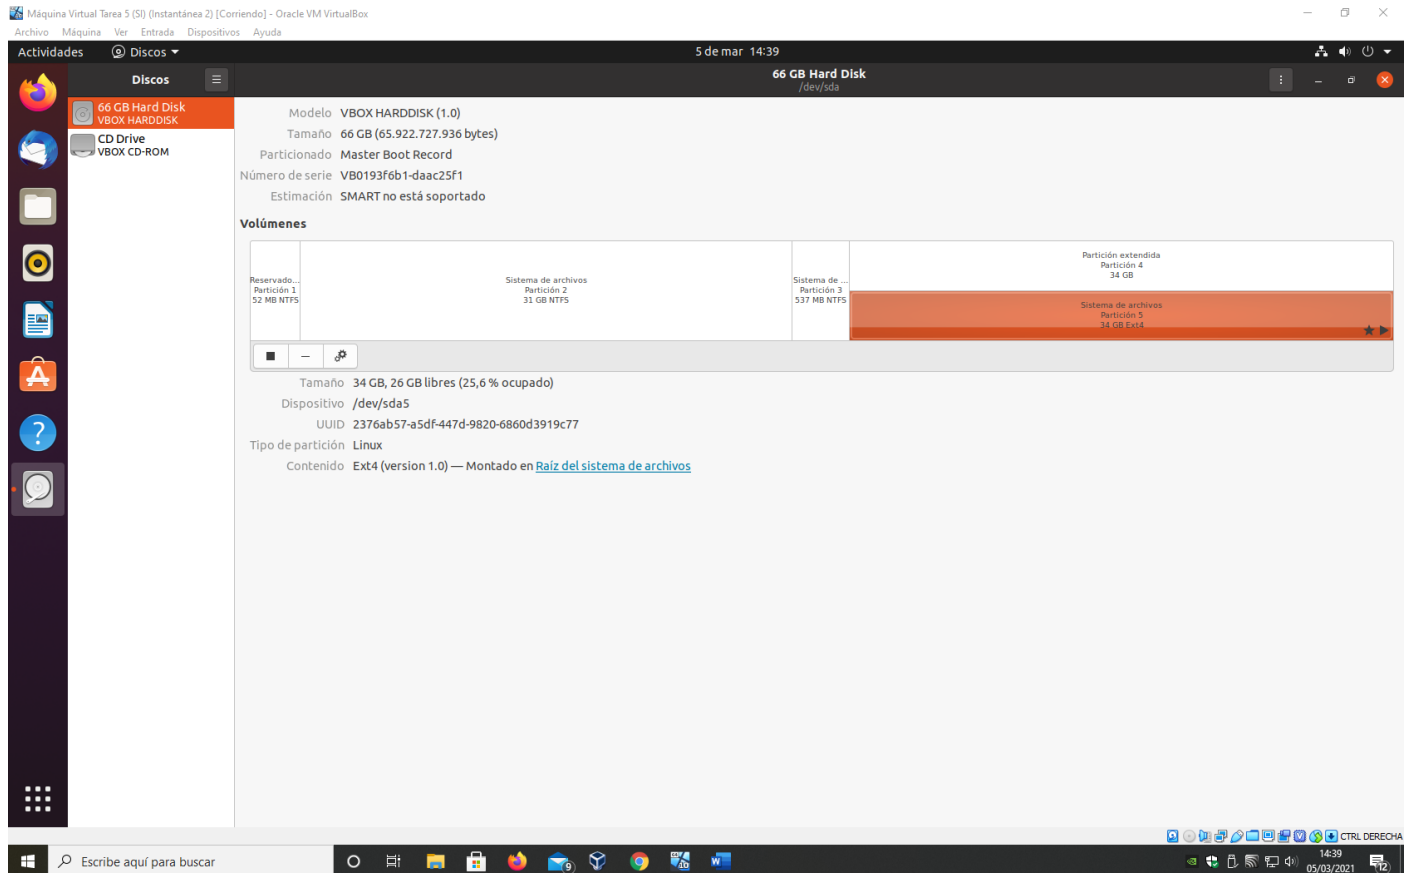 Máquina Virtual Tarea 5 (SI) (Instantánea 2) [Corriendo] - Oracle VM VirtualBox
Archivo Máquina Ver Entrada Dispositivos Ayuda
Actividades Discos 5 de mar 14:39
Discos
66 GB Hard Disk
/dev/sda
66 GB Hard Disk
VBOX HARDDISK
CD Drive
VBOX CD-ROM
Modelo VBOX HARDDISK (1.0)
Tamaño 66 GB (65.922.727.936 bytes)
Particionado Master Boot Record
Número de serie VB0193f6b1-daac25f1
Estimación SMART no está soportado
Volúmenes
Reservado...
Partición 1
52 MB NTFS
Sistema de archivos
Partición 2
31 GB NTFS
Sistema de ...
Partición 3
537 MB NTFS
Partición extendida
Partición 4
34 GB
Sistema de archivos
Partición 5
34 GB Ext4
Tamaño 34 GB, 26 GB libres (25,6 % ocupado)
Dispositivo /dev/sda5
UUID 2376ab57-a5df-447d-9820-6860d3919c77
Tipo de partición Linux
Contenido Ext4 (version 1.0) — Montado en Raíz del sistema de archivos
CTRL DERECHA
Escribe aquí para buscar
9
14:39
05/03/2021
12